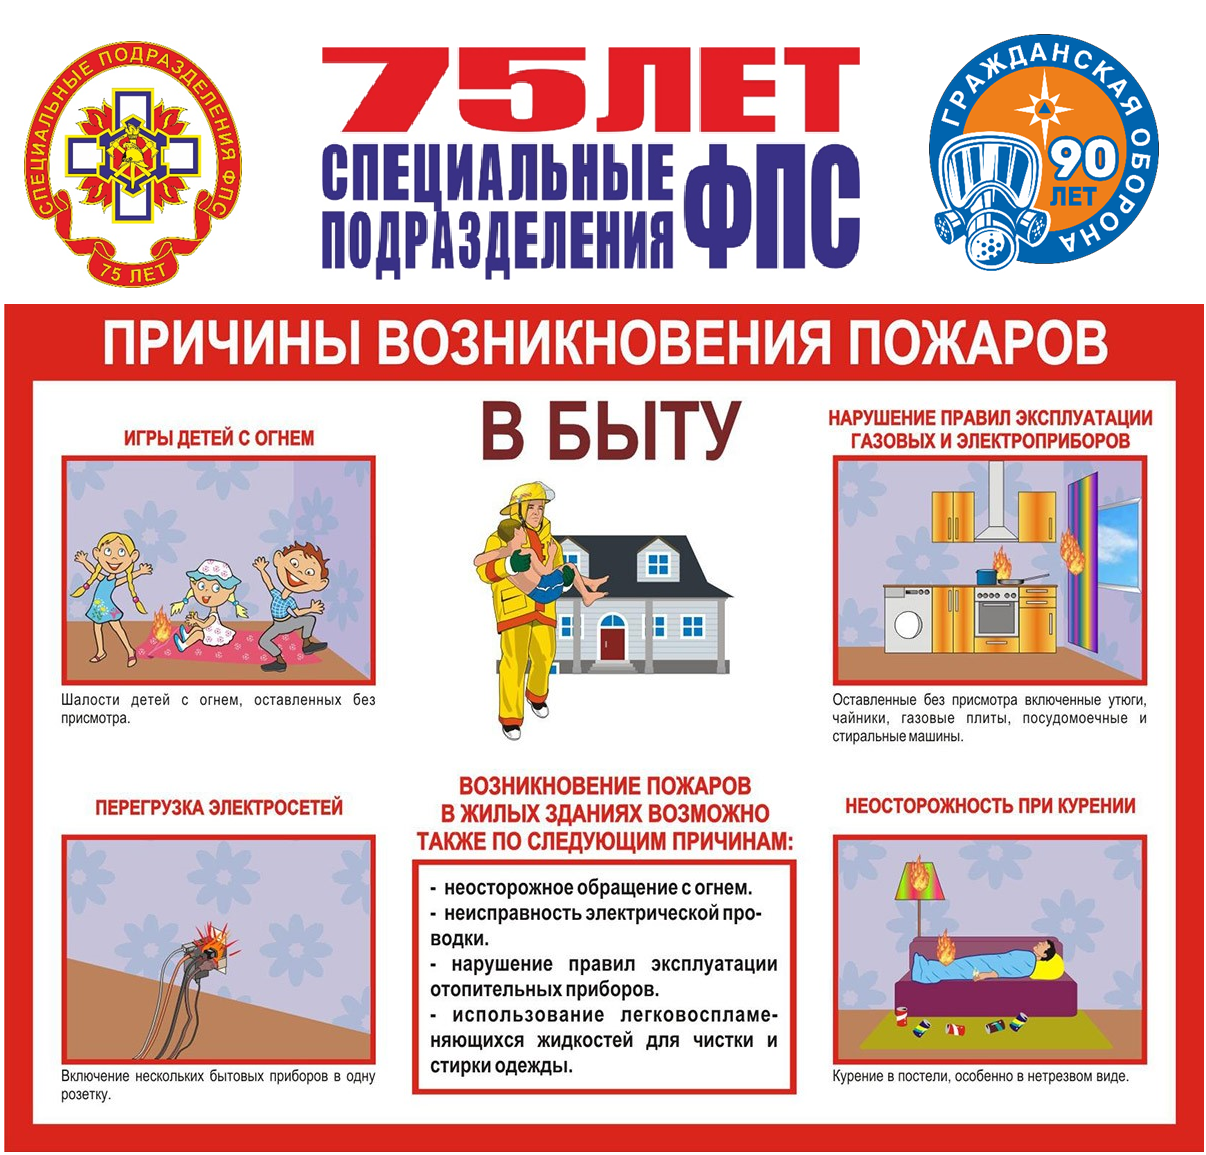 СПЕЦИАЛЬНЫЕ ПОДРАЗДЕЛЕНИЯ ФПС
75 ЛЕТ
75 ЛЕТ
СПЕЦИАЛЬНЫЕ
ПОДРАЗДЕЛЕНИЯ
ФПС
ГРАЖДАНСКАЯ ОБОРОНА
90
ЛЕТ
ПРИЧИНЫ ВОЗНИКНОВЕНИЯ ПОЖАРОВ
В БЫТУ
ИГРЫ ДЕТЕЙ С ОГНЕМ
Шалости детей с огнем, оставленных без
присмотра.
НАРУШЕНИЕ ПРАВИЛ ЭКСПЛУАТАЦИИ
ГАЗОВЫХ И ЭЛЕКТРОПРИБОРОВ
Оставленные без присмотра включенные утюги,
чайники, газовые плиты, посудомоечные и
стиральные машины.
ПЕРЕГРУЗКА ЭЛЕКТРОСЕТЕЙ
Включение нескольких бытовых приборов в одну
розетку.
ВОЗНИКНОВЕНИЕ ПОЖАРОВ
В ЖИЛЫХ ЗДАНИЯХ ВОЗМОЖНО
ТАКЖЕ ПО СЛЕДУЮЩИМ ПРИЧИНАМ:
- неосторожное обращение с огнем.
- неисправность электрической про-
водки.
- нарушение правил эксплуатации
отопительных приборов.
- использование легковоспламе-
няющихся жидкостей для чистки и
стирки одежды.
НЕОСТОРОЖНОСТЬ ПРИ КУРЕНИИ
Курение в постели, особенно в нетрезвом виде.